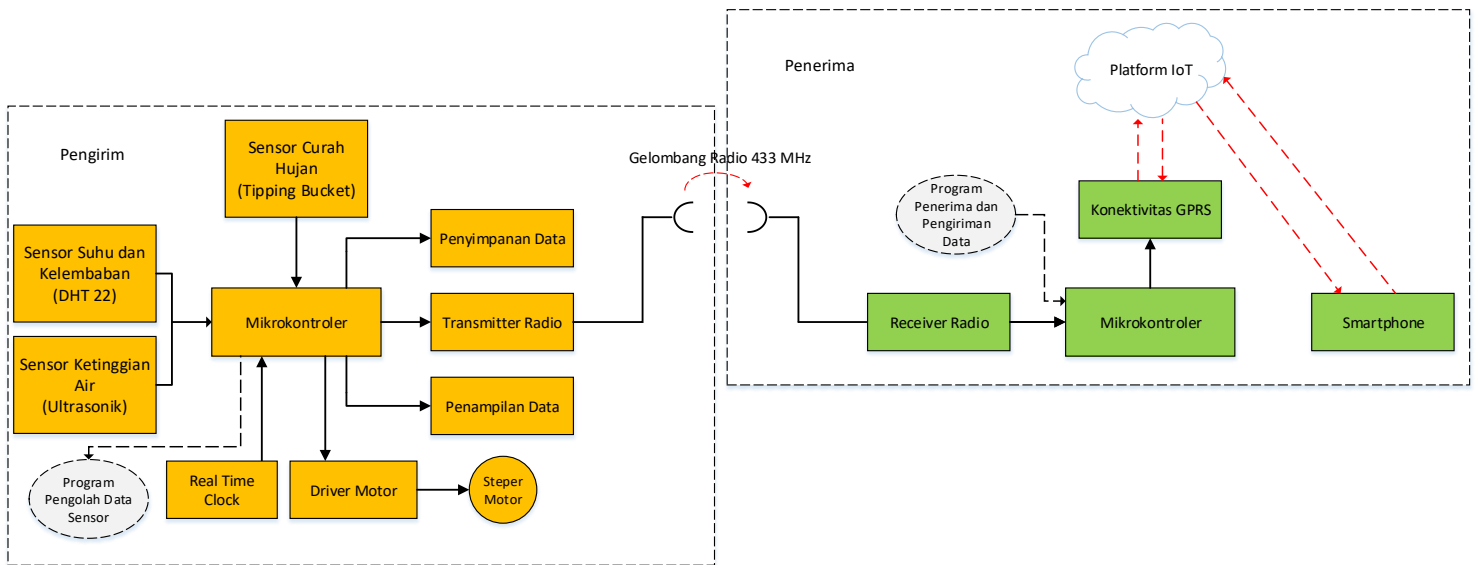 Pengirim
Sensor Curah
Hujan
(Tipping Bucket)
Sensor Suhu dan
Kelembaban
(DHT 22)
Sensor Ketinggian
Air
(Ultrasonik)
Mikrokontroler
Penyimpanan Data
Transmitter Radio
Penampilan Data
Program
Pengolah Data
Sensor
Real Time
Clock
Driver Motor
Steper
Motor
Gelombang Radio 433 MHz
Penerima
Platform IoT
Program
Penerima dan
Pengiriman
Data
Konektivitas GPRS
Receiver Radio
Mikrokontroler
Smartphone